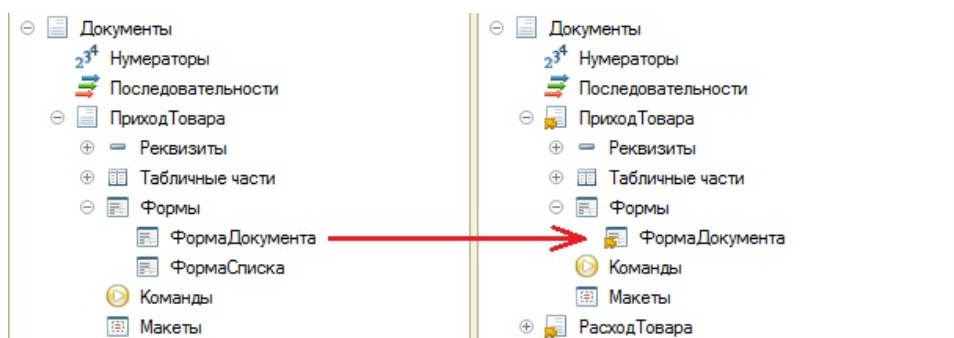 Документы
Нумераторы
Последовательности
ПриходТовара
Реквизиты
Табличные части
Формы
ФормаДокумента
ФормаСписка
Команды
Макеты
Документы
Нумераторы
Последовательности
ПриходТовара
Реквизиты
Табличные части
Формы
ФормаДокумента
Команды
Макеты
РасходТовара